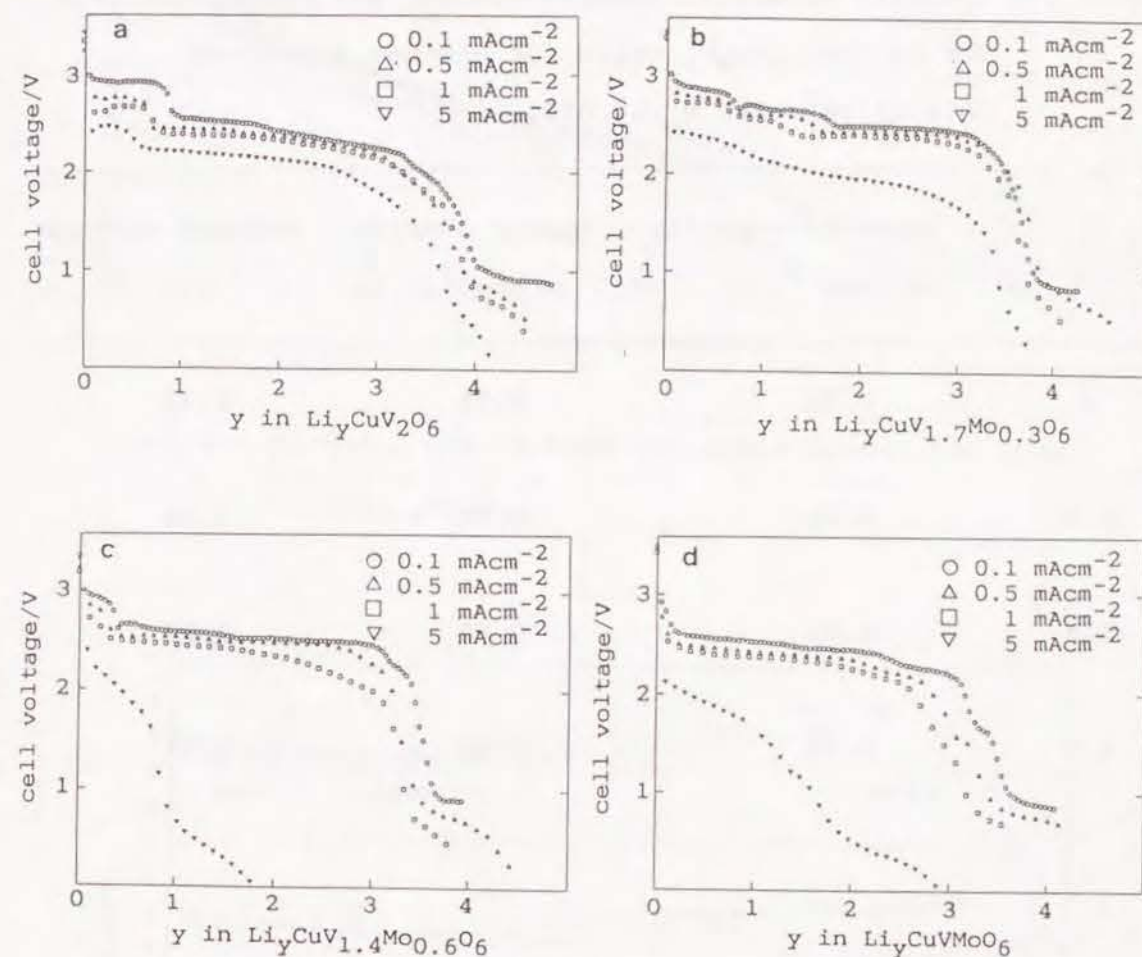 a
○ 0.1 mAcm⁻²
△ 0.5 mAcm⁻²
□ 1 mAcm⁻²
▽ 5 mAcm⁻²
cell voltage/V
3
2
1
0 1 2 3 4
y in LiyCuV₂O₆
b
○ 0.1 mAcm⁻²
△ 0.5 mAcm⁻²
□ 1 mAcm⁻²
▽ 5 mAcm⁻²
cell voltage/V
3
2
1
0 1 2 3 4
y in LiyCuV₁.₇Mo₀.₃O₆
c
○ 0.1 mAcm⁻²
△ 0.5 mAcm⁻²
□ 1 mAcm⁻²
▽ 5 mAcm⁻²
cell voltage/V
3
2
1
0 1 2 3 4
y in LiyCuV₁.₄Mo₀.₆O₆
d
○ 0.1 mAcm⁻²
△ 0.5 mAcm⁻²
□ 1 mAcm⁻²
▽ 5 mAcm⁻²
cell voltage/V
3
2
1
0 1 2 3 4
y in LiyCuVMoO₆